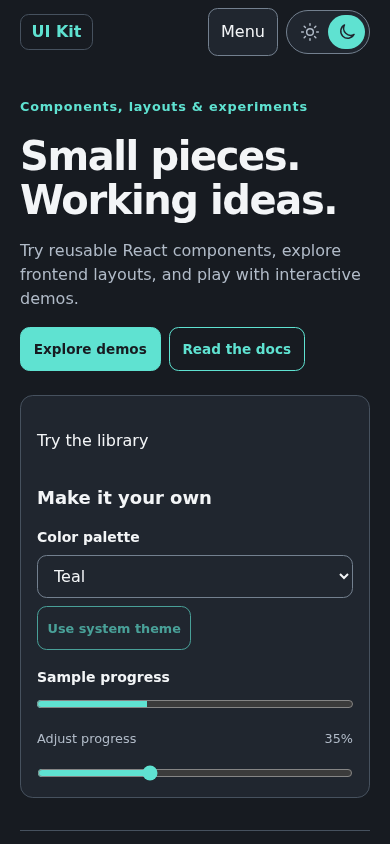 UI Kit
Menu
Components, layouts & experiments
Small pieces.
Working ideas.
Try reusable React components, explore
frontend layouts, and play with interactive
demos.
Explore demos
Read the docs
Try the library
Make it your own
Color palette
Teal
Use system theme
Sample progress
Adjust progress
35%